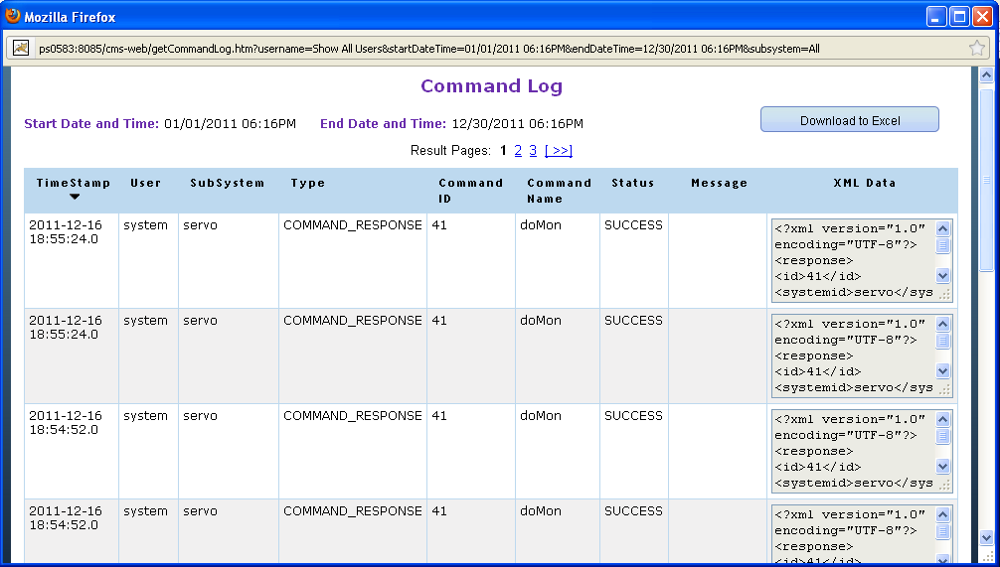 Mozilla Firefox
ps0583:8085/cms-web/getCommandLog.htm?username=Show All Users&startDateTime=01/01/2011 06:16PM&endDateTime=12/30/2011 06:16PM&subsystem=All
Command Log
Start Date and Time: 01/01/2011 06:16PM End Date and Time: 12/30/2011 06:16PM
Download to Excel
Result Pages: 1 2 3 [ >>]
TimeStamp User SubSystem Type Command ID Command Name Status Message XML Data
2011-12-16 18:55:24.0 system servo COMMAND_RESPONSE 41 doMon SUCCESS
<?xml version="1.0"
encoding="UTF-8"?>
<response>
<id>41</id>
<systemid>servo</sys
2011-12-16 18:55:24.0 system servo COMMAND_RESPONSE 41 doMon SUCCESS
<?xml version="1.0"
encoding="UTF-8"?>
<response>
<id>41</id>
<systemid>servo</sys
2011-12-16 18:54:52.0 system servo COMMAND_RESPONSE 41 doMon SUCCESS
<?xml version="1.0"
encoding="UTF-8"?>
<response>
<id>41</id>
<systemid>servo</sys
2011-12-16 18:54:52.0 system servo COMMAND_RESPONSE 41 doMon SUCCESS
<?xml version="1.0"
encoding="UTF-8"?>
<response>
<id>41</id>